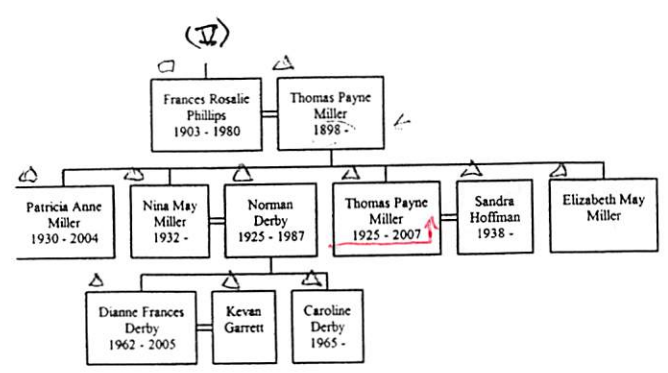 (V)
Frances Rosalie
Phillips
1903 - 1980
Thomas Payne
Miller
1898 -
Patricia Anne
Miller
1930 - 2004
Nina May
Miller
1932 -
Norman
Derby
1925 - 1987
Thomas Payne
Miller
1925 - 2007
Sandra
Hoffman
1938 -
Elizabeth May
Miller
Dianne Frances
Derby
1962 - 2005
Kevan
Garrett
Caroline
Derby
1965 -